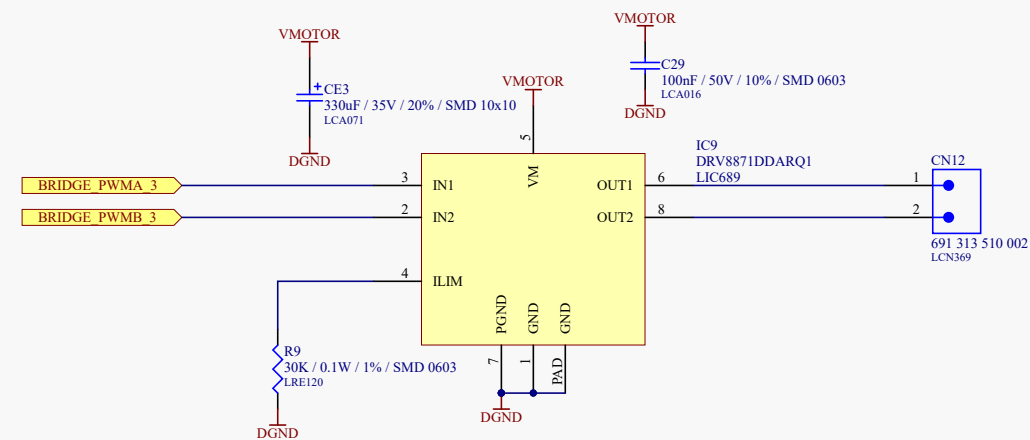 VMOTOR
VMOTOR
CE3
330uF / 35V / 20% / SMD 10x10
LCA071
DGND
C29
100nF / 50V / 10% / SMD 0603
LCA016
DGND
VMOTOR
5
VM
IC9
DRV8871DDARQ1
LIC689
CN12
BRIDGE_PWMA_3
3
IN1
OUT1
6
1
BRIDGE_PWMB_3
2
IN2
OUT2
8
2
691 313 510 002
LCN369
4
ILIM
PGND
GND
GND
7
1
PAD
R9
30K / 0.1W / 1% / SMD 0603
LRE120
DGND
DGND